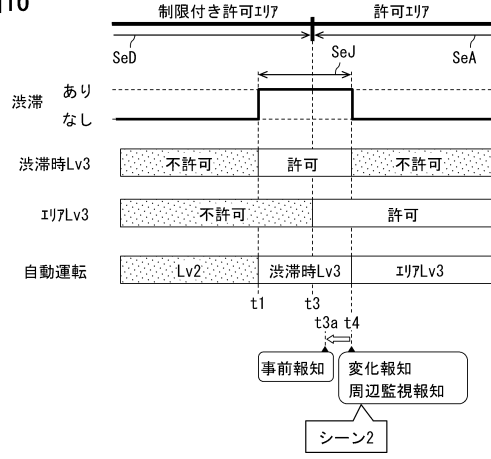 図10
制限付き許可エリア 許可エリア
SeD SeJ SeA
渋滞 あり
なし
渋滞時Lv3 不許可 許可 不許可
エリアLv3 不許可 許可
自動運転 Lv2 渋滞時Lv3 エリアLv3
t1 t3
t3a t4
事前報知 変化報知
周辺監視報知
シーン2